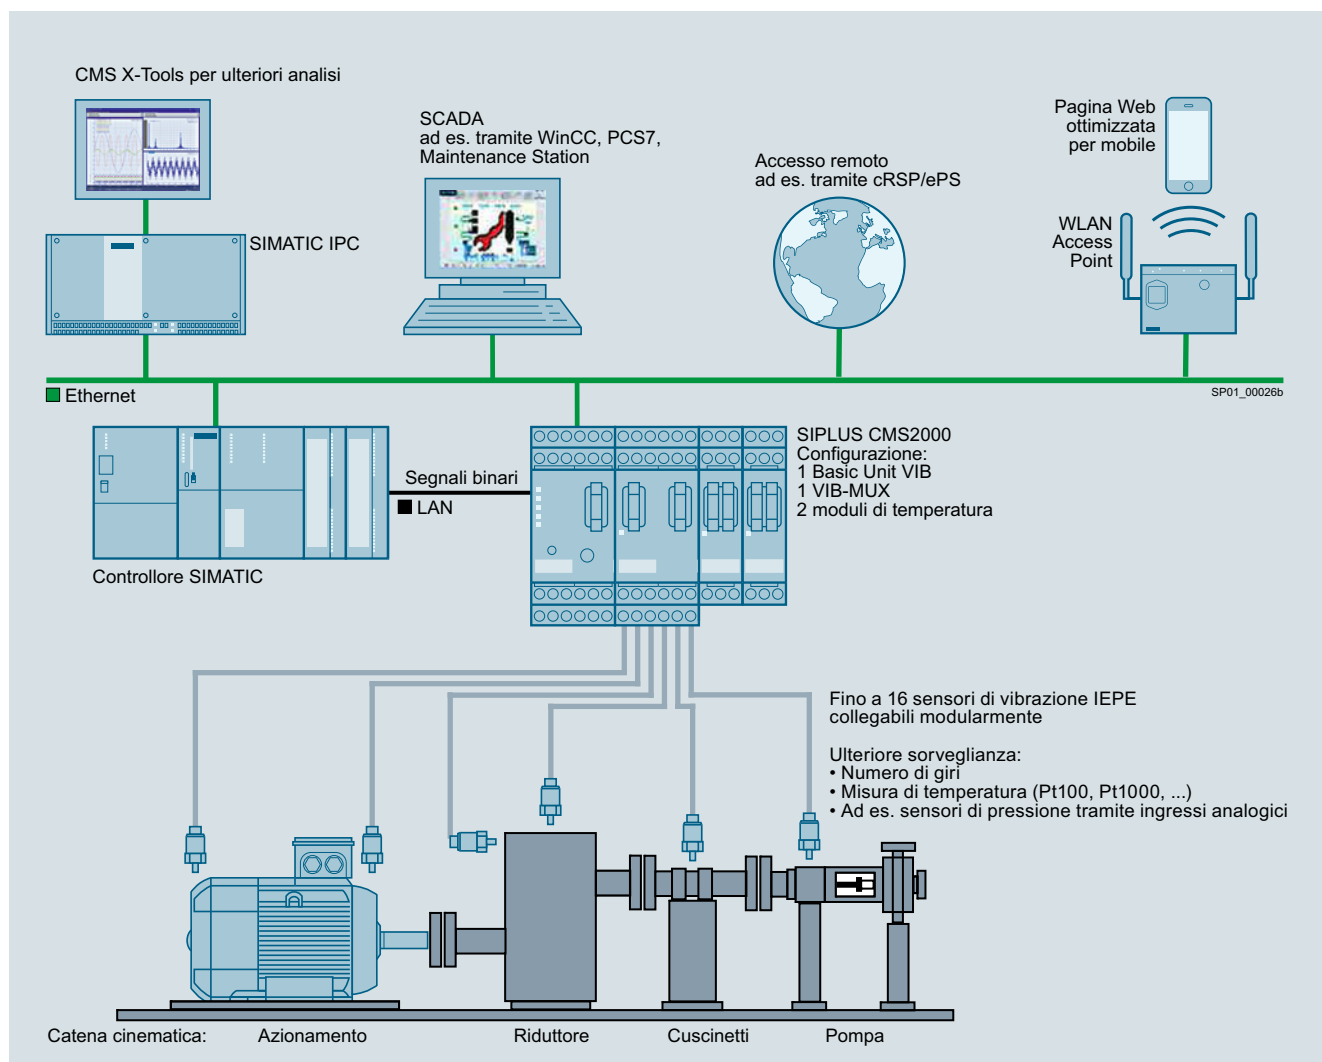 CMS X-Tools per ulteriori analisi
SIMATIC IPC
SCADA
ad es. tramite WinCC, PCS7,
Maintenance Station
Accesso remoto
ad es. tramite cRSP/ePS
Pagina Web
ottimizzata
per mobile
WLAN
Access
Point
Ethernet
SP01_00026b
Segnali binari
LAN
Controllore SIMATIC
SIPLUS CMS2000
Configurazione:
1 Basic Unit VIB
1 VIB-MUX
2 moduli di temperatura
Fino a 16 sensori di vibrazione IEPE
collegabili modularmente
Ulteriore sorveglianza:
• Numero di giri
• Misura di temperatura (Pt100, Pt1000, ...)
• Ad es. sensori di pressione tramite ingressi analogici
Catena cinematica: Azionamento Riduttore Cuscinetti Pompa